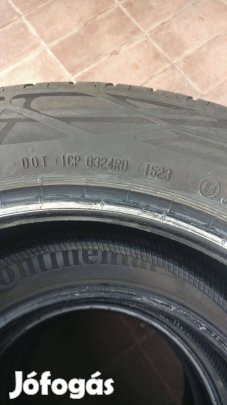 DOT 1CP 0324RD 1523
Continental
Jófogás